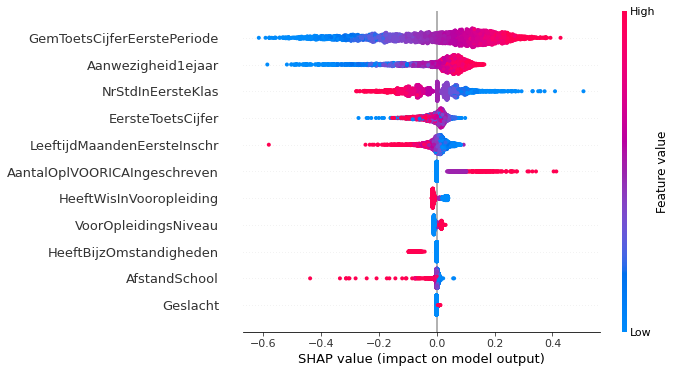 High
GemToetsCijferEerstePeriode
Aanwezigheid1ejaar
NrStdInEersteKlas
EersteToetsCijfer
LeeftijdMaandenEersteInschr
AantalOplVOORICAIngeschreven
HeeftWisInVooropleiding
VoorOpleidingsNiveau
HeeftBijzOmstandigheden
AfstandSchool
Geslacht
Feature value
Low
−0.6 −0.4 −0.2 0.0 0.2 0.4
SHAP value (impact on model output)